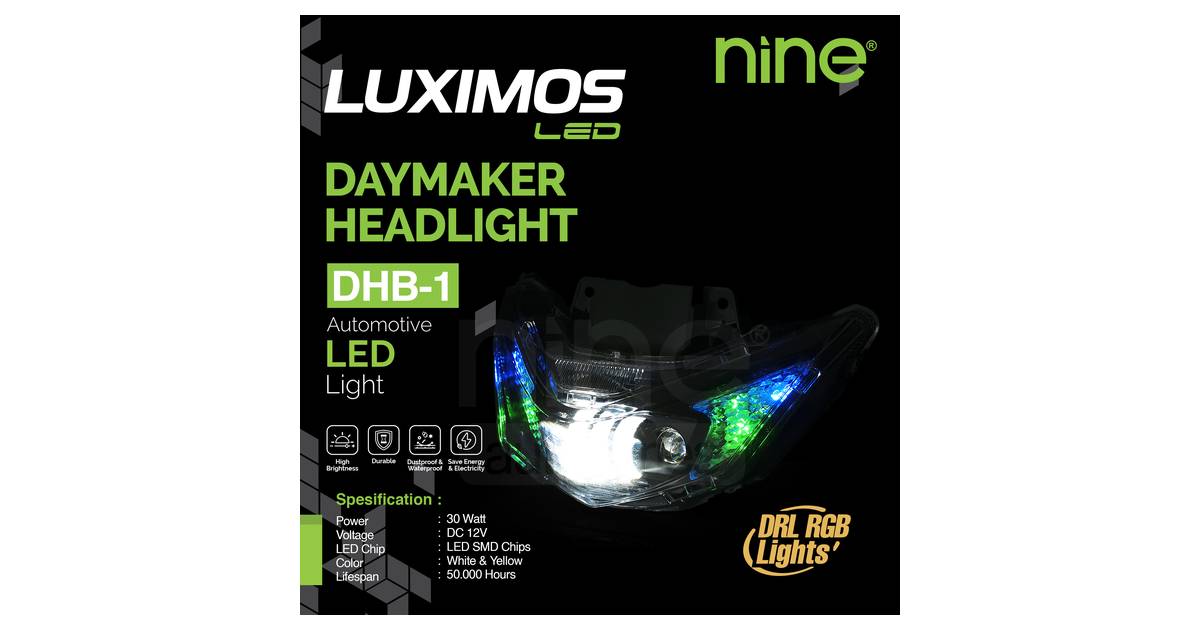 nine®
LUXIMOS
LED
DAYMAKER
HEADLIGHT
DHB-1
Automotive
LED
Light
nine®
High Brightness
Durable
Dustproof & Waterproof
Save Energy & Electricity
Spesification :
Power : 30 Watt
Voltage : DC 12V
LED Chip : LED SMD Chips
Color : White & Yellow
Lifespan : 50.000 Hours
DRL RGB
Lights'